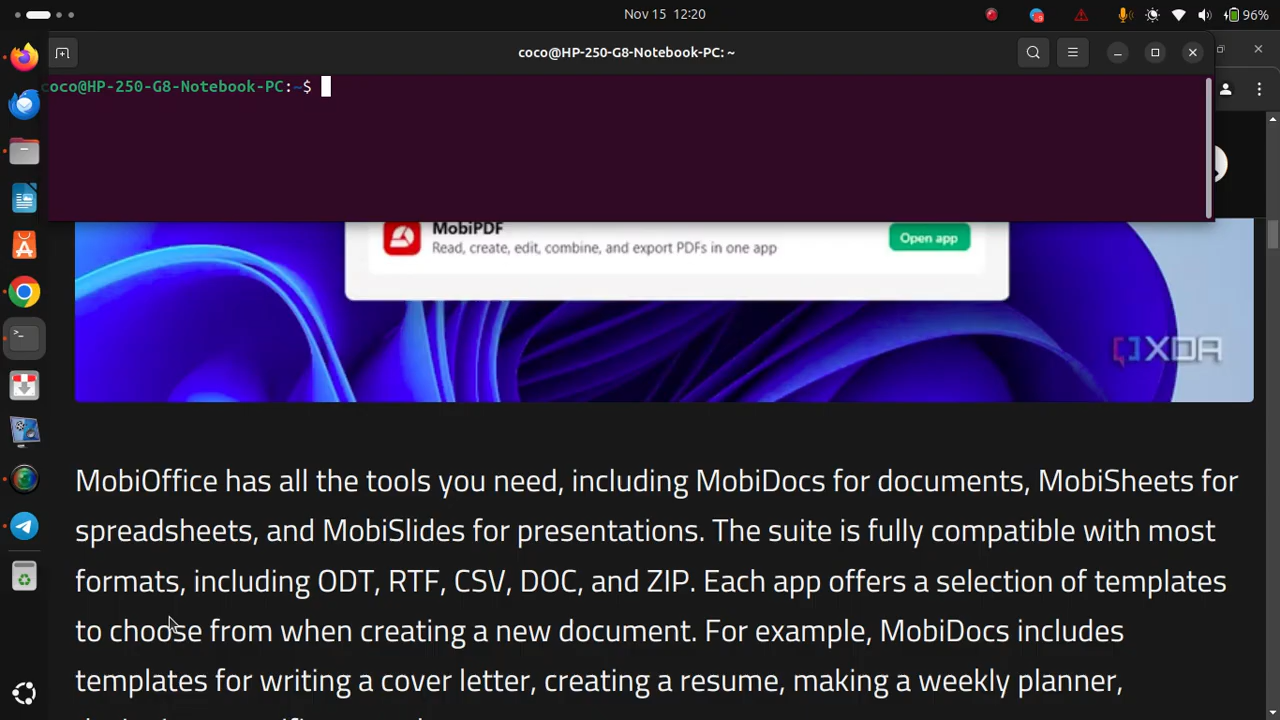 Nov 15 12:20
96%
coco@HP-250-G8-Notebook-PC: ~
coco@HP-250-G8-Notebook-PC:~$
MobiPDF
Read, create, edit, combine, and export PDFs in one app
Open app
XDA
MobiOffice has all the tools you need, including MobiDocs for documents, MobiSheets for
spreadsheets, and MobiSlides for presentations. The suite is fully compatible with most
formats, including ODT, RTF, CSV, DOC, and ZIP. Each app offers a selection of templates
to choose from when creating a new document. For example, MobiDocs includes
templates for writing a cover letter, creating a resume, making a weekly planner,